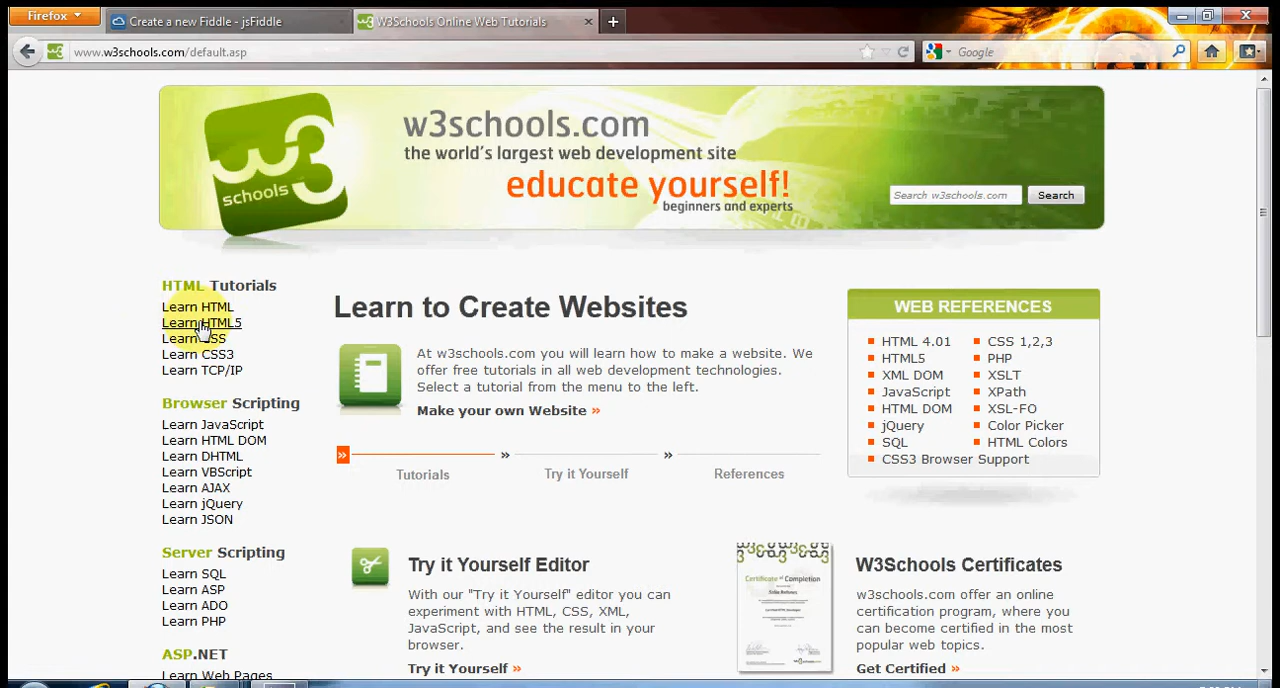 Firefox
Create a new Fiddle - jsFiddle
W3Schools Online Web Tutorials
www.w3schools.com/default.asp
Google
w3 schools
w3schools.com
the world's largest web development site
educate yourself!
beginners and experts
Search w3schools.com
Search
HTML Tutorials
Learn HTML
Learn HTML5
Learn CSS
Learn CSS3
Learn TCP/IP
Browser Scripting
Learn JavaScript
Learn HTML DOM
Learn DHTML
Learn VBScript
Learn AJAX
Learn jQuery
Learn JSON
Server Scripting
Learn SQL
Learn ASP
Learn ADO
Learn PHP
ASP.NET
Learn Web Pages
Learn to Create Websites
At w3schools.com you will learn how to make a website. We
offer free tutorials in all web development technologies.
Select a tutorial from the menu to the left.
Make your own Website »
» » »
Tutorials Try it Yourself References
Try it Yourself Editor
With our "Try it Yourself" editor you can
experiment with HTML, CSS, XML,
JavaScript, and see the result in your
browser.
Try it Yourself »
WEB REFERENCES
HTML 4.01 CSS 1,2,3
HTML5 PHP
XML DOM XSLT
JavaScript XPath
HTML DOM XSL-FO
jQuery Color Picker
SQL HTML Colors
CSS3 Browser Support
Certificate of Completion
W3Schools Certificates
w3schools.com offer an online
certification program, where you
can become certified in the most
popular web topics.
Get Certified »